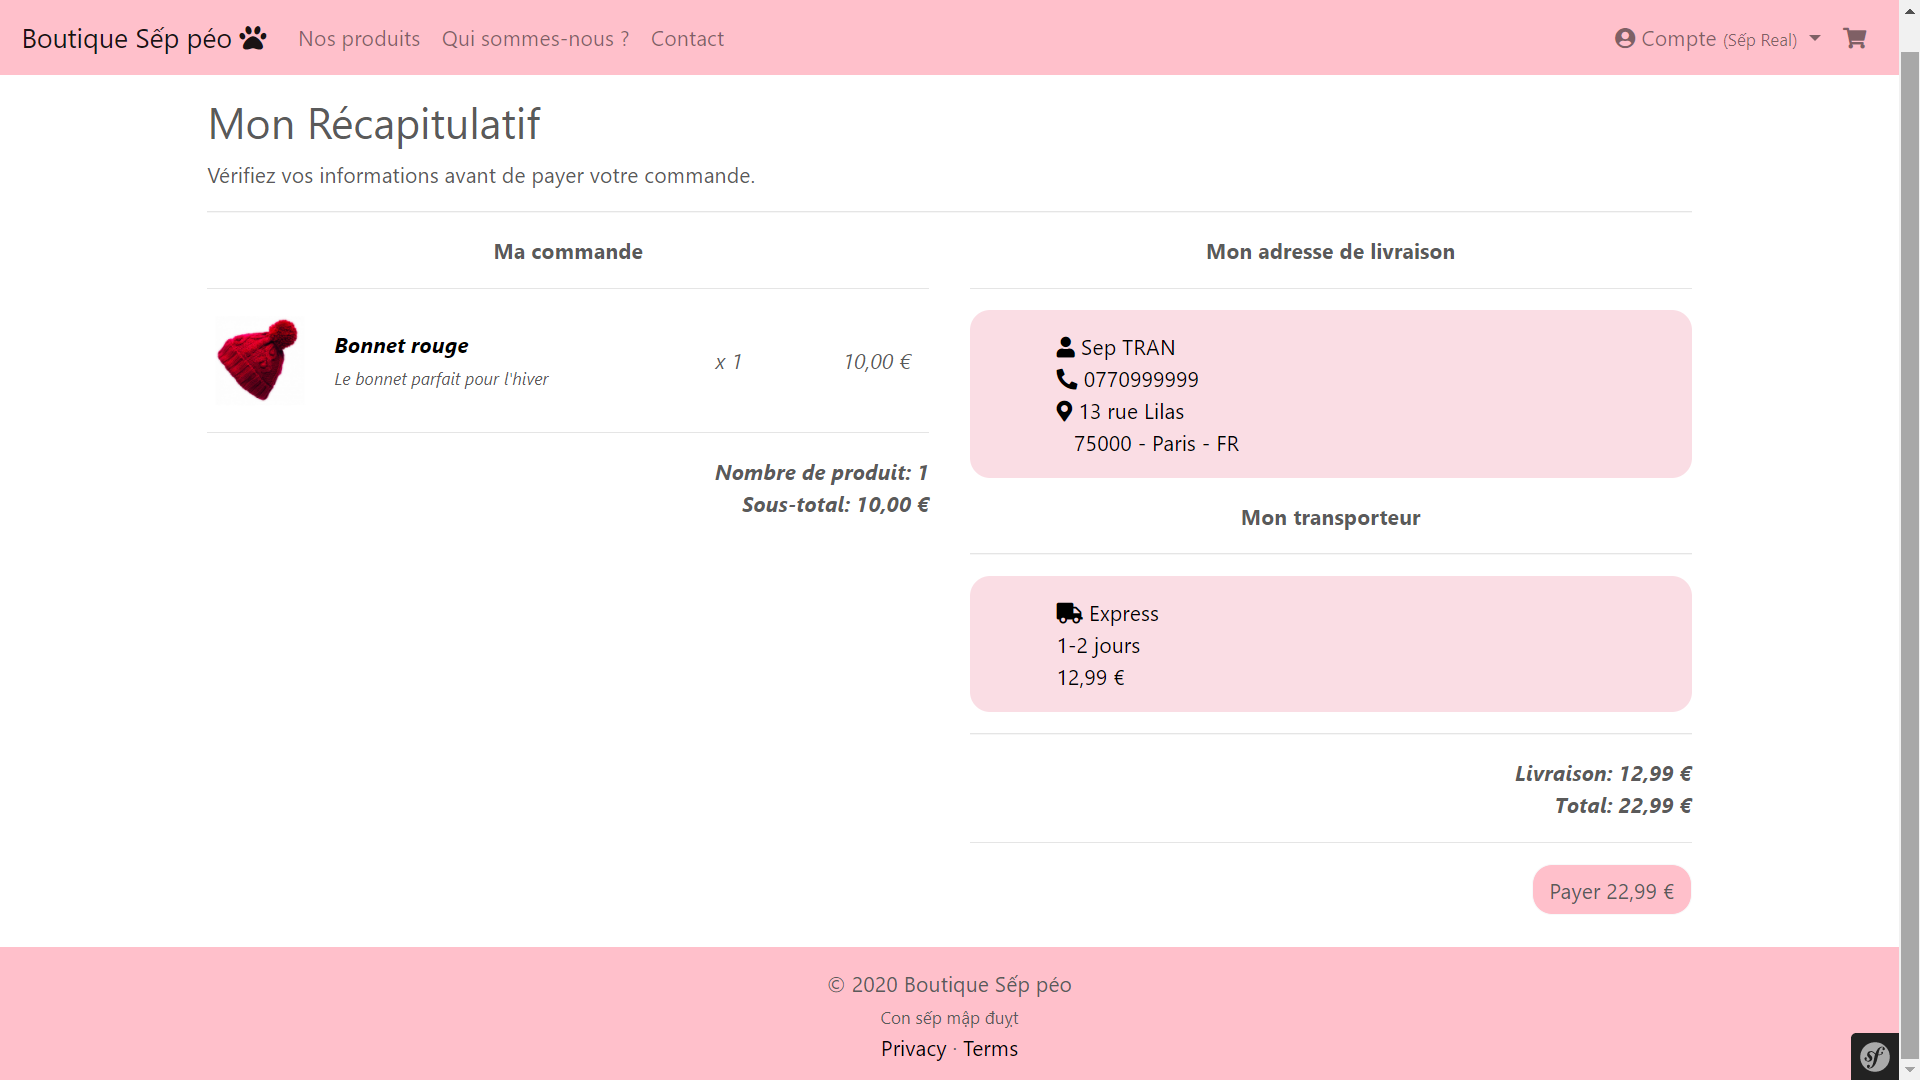 Boutique Sếp péo
Nos produits
Qui sommes-nous ?
Contact
Compte (Sếp Real)
Mon Récapitulatif
Vérifiez vos informations avant de payer votre commande.
Ma commande
Bonnet rouge
Le bonnet parfait pour l'hiver
x 1
10,00 €
Nombre de produit: 1
Sous-total: 10,00 €
Mon adresse de livraison
Sep TRAN
0770999999
13 rue Lilas
75000 - Paris - FR
Mon transporteur
Express
1-2 jours
12,99 €
Livraison: 12,99 €
Total: 22,99 €
Payer 22,99 €
© 2020 Boutique Sếp péo
Con sếp mập đuỵt
Privacy · Terms
sf